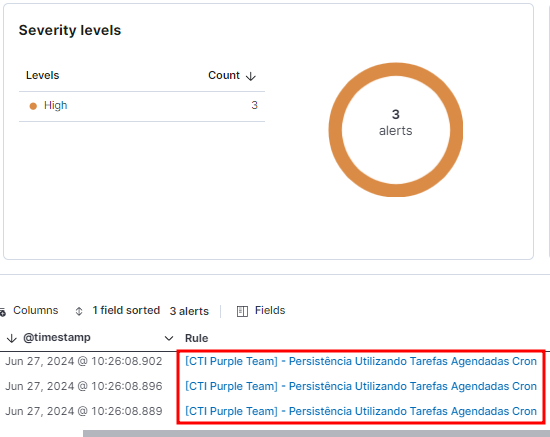 Severity levels
Levels Count
High 3
3
alerts
Columns 1 field sorted 3 alerts Fields
@timestamp Rule
Jun 27, 2024 @ 10:26:08.902 [CTI Purple Team] - Persistência Utilizando Tarefas Agendadas Cron
Jun 27, 2024 @ 10:26:08.896 [CTI Purple Team] - Persistência Utilizando Tarefas Agendadas Cron
Jun 27, 2024 @ 10:26:08.889 [CTI Purple Team] - Persistência Utilizando Tarefas Agendadas Cron